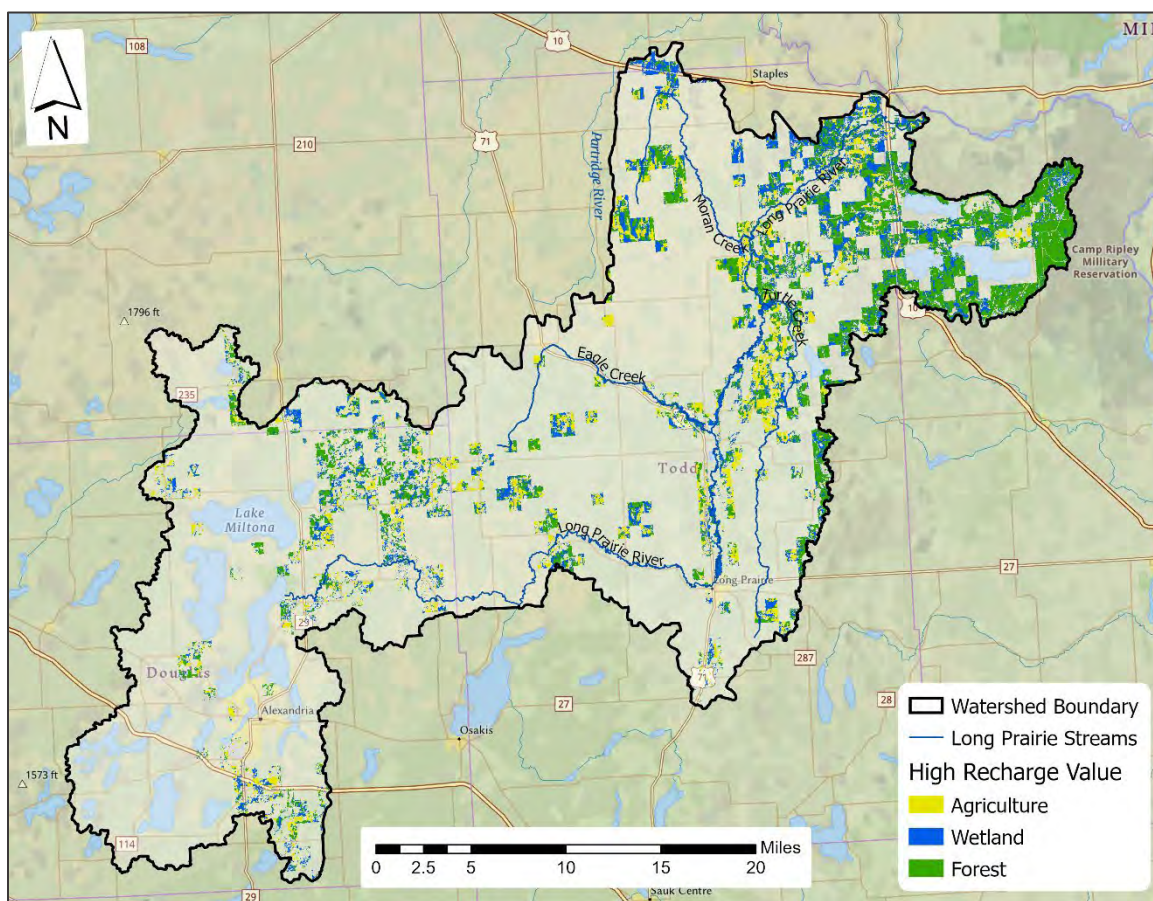 MI
108
10
Staples
N
71
210
Partridge River
Moran Creek
Long Prairie River
Camp Ripley
Millitary
Reservation
Turtle Creek
10
1796 ft
Eagle Creek
235
Todd
Lake
Miltona
Long Prairie River
Long Prairie
27
29
287
Douglas
71
27
28
Alexandria
Osakis
1573 ft
114
29
Sauk Centre
Watershed Boundary
Long Prairie Streams
High Recharge Value
Agriculture
Wetland
Forest
Miles
0 2.5 5 10 15 20